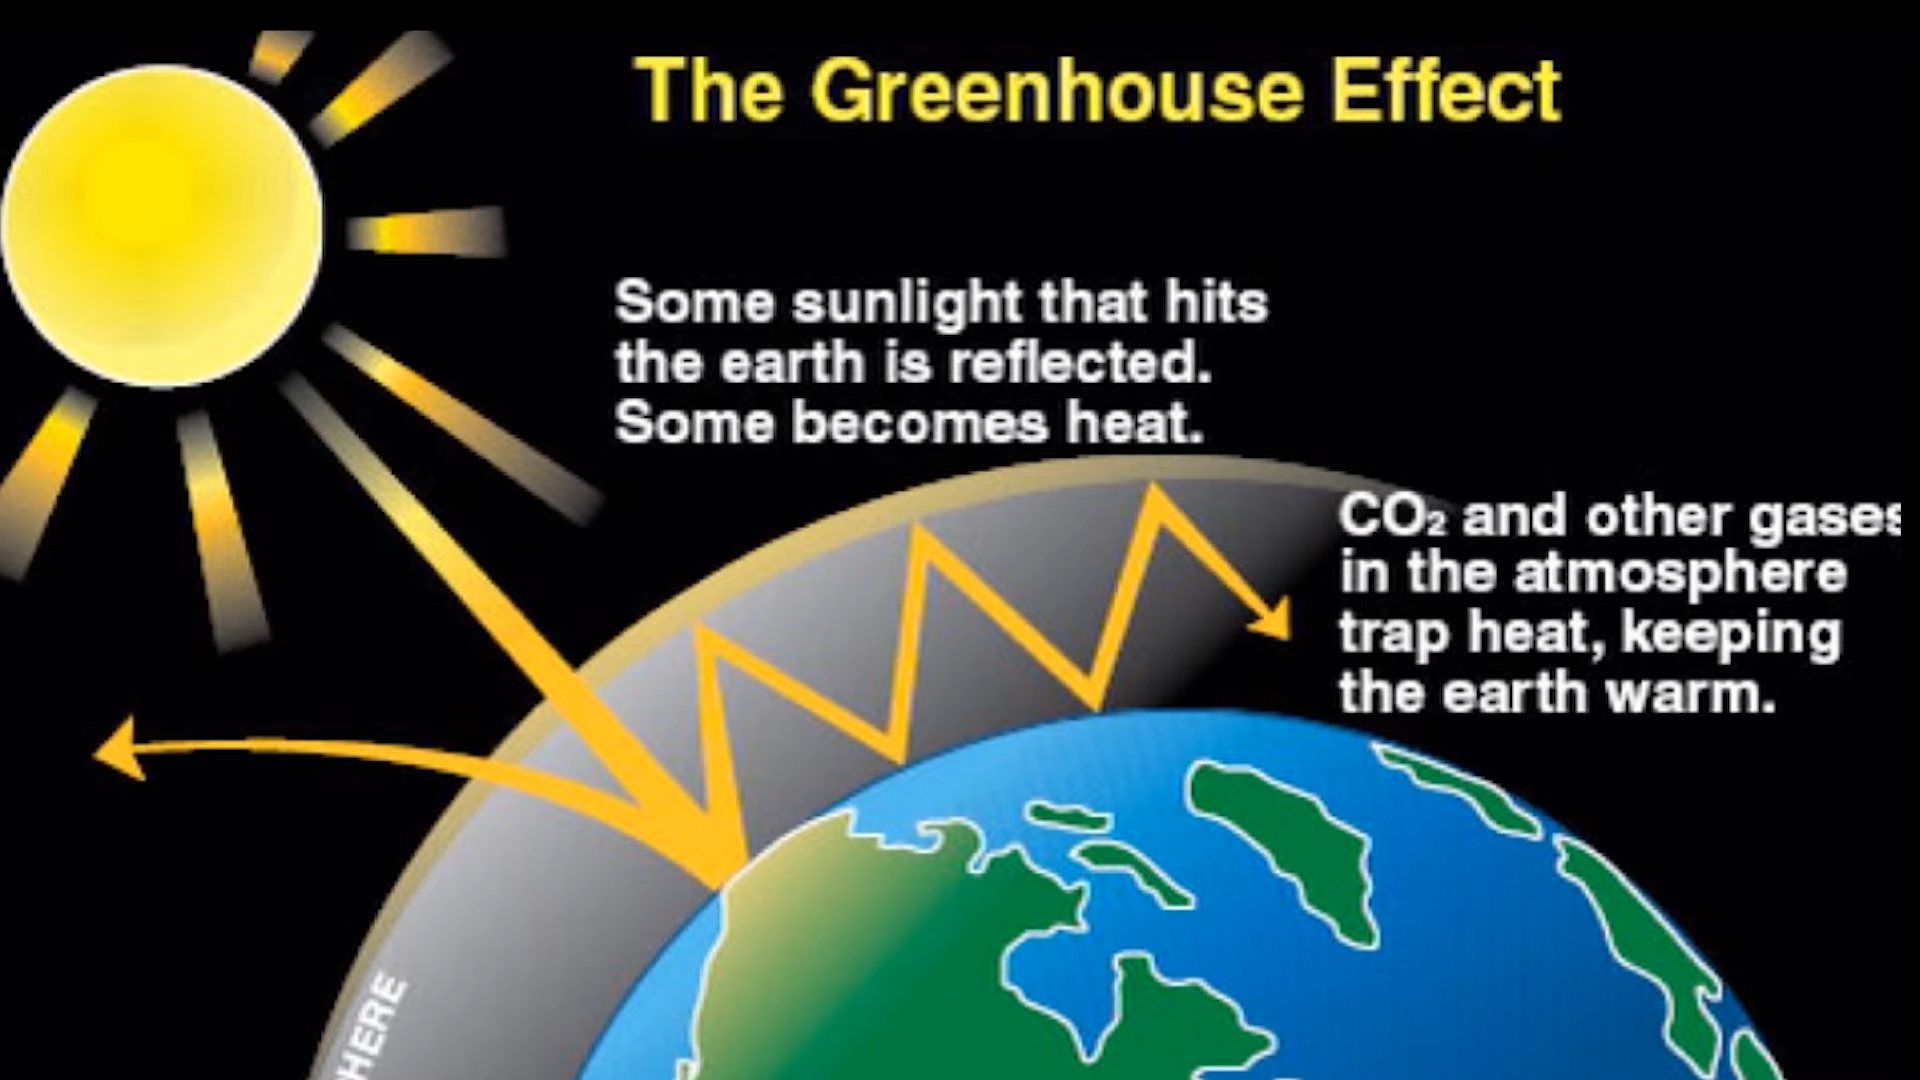 The Greenhouse Effect
Some sunlight that hits
the earth is reflected.
Some becomes heat.
CO₂ and other gases
in the atmosphere
trap heat, keeping
the earth warm.
HERE